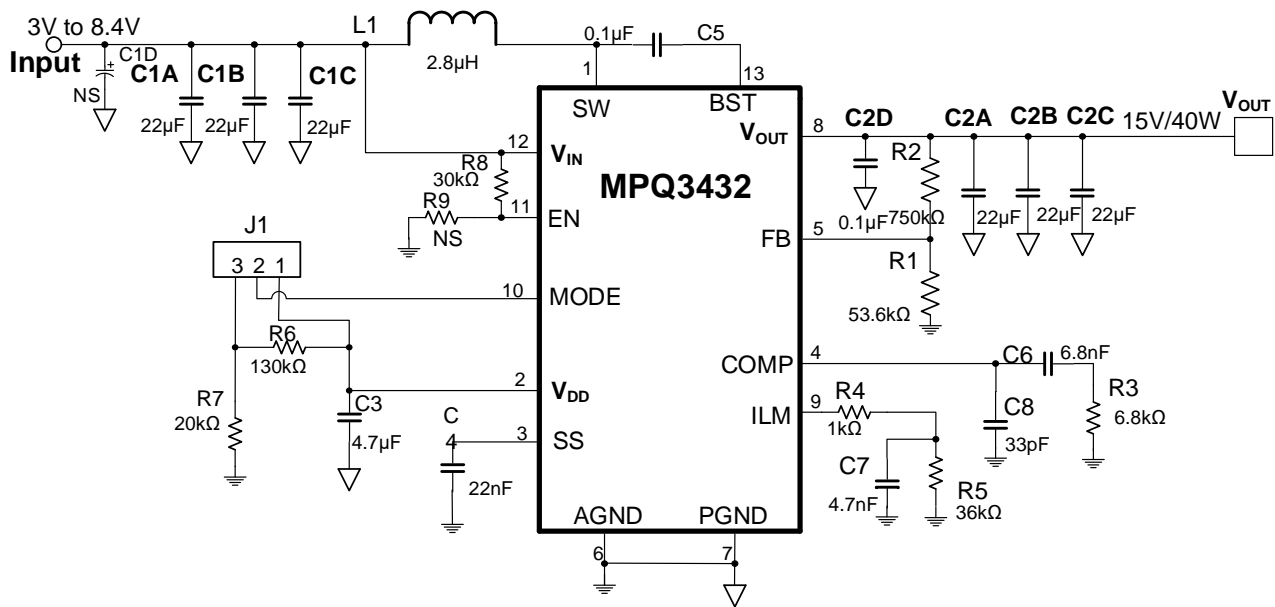 3V to 8.4V
Input
C1D
NS
C1A
22µF
C1B
22µF
C1C
22µF
L1
2.8µH
0.1µF
C5
1
13
SW
BST
MPQ3432
12
VIN
R8
30kΩ
R9
NS
11
EN
J1
3 2 1
10
MODE
R6
130kΩ
R7
20kΩ
2
VDD
C3
4.7µF
C
4
3
SS
22nF
AGND
PGND
6
7
VOUT
8
C2D
0.1µF
R2
750kΩ
C2A
22µF
C2B
22µF
C2C
22µF
15V/40W
VOUT
FB
5
R1
53.6kΩ
COMP
4
C6
6.8nF
R3
6.8kΩ
C8
33pF
ILM
9
R4
1kΩ
C7
4.7nF
R5
36kΩ